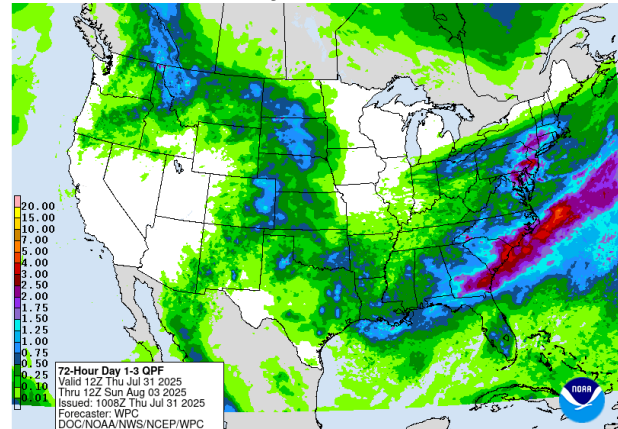 20.00
15.00
10.00
7.00
5.00
4.00
3.00
2.50
2.00
1.75
1.50
1.25
1.00
0.75
0.50
0.25
0.10
0.01
72-Hour Day 1-3 QPF
Valid 12Z Thu Jul 31 2025
Thru 12Z Sun Aug 03 2025
Issued: 1008Z Thu Jul 31 2025
Forecaster: WPC
DOC/NOAA/NWS/NCEP/WPC
NOAA